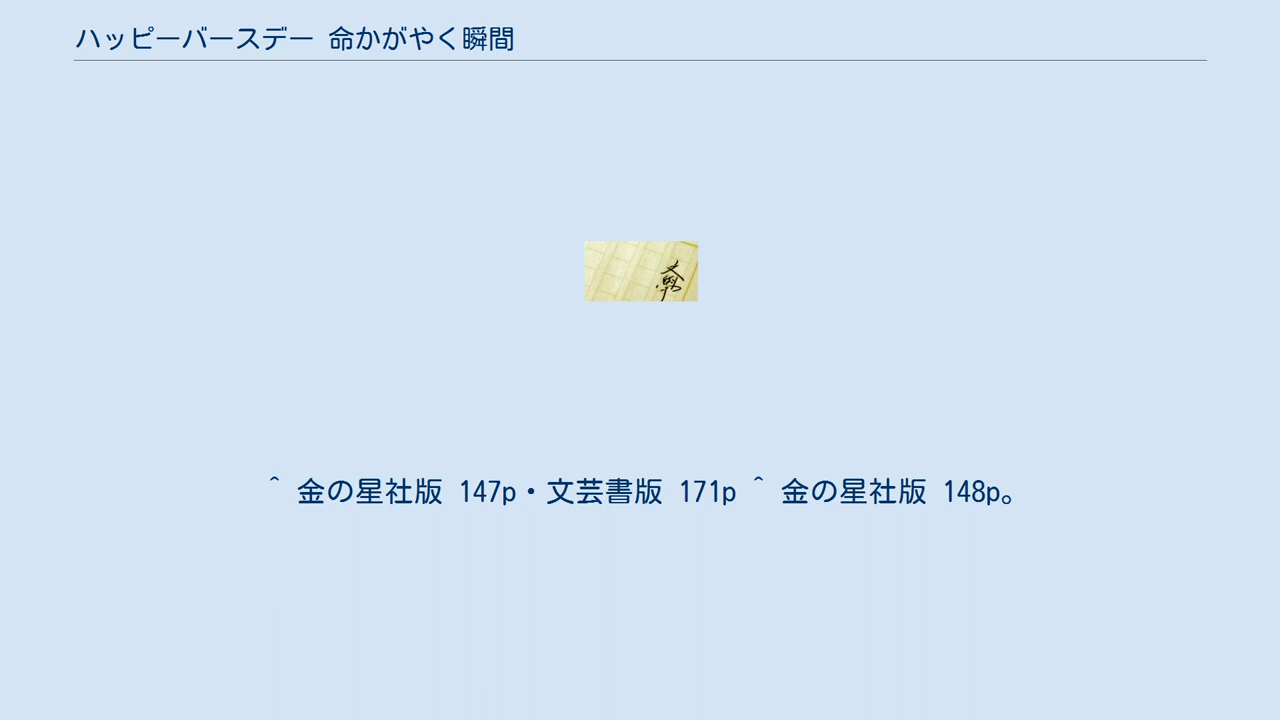 ハッピーバースデー 命かがやく瞬間
^ 金の星社版 147p・文芸書版 171p ^ 金の星社版 148p。